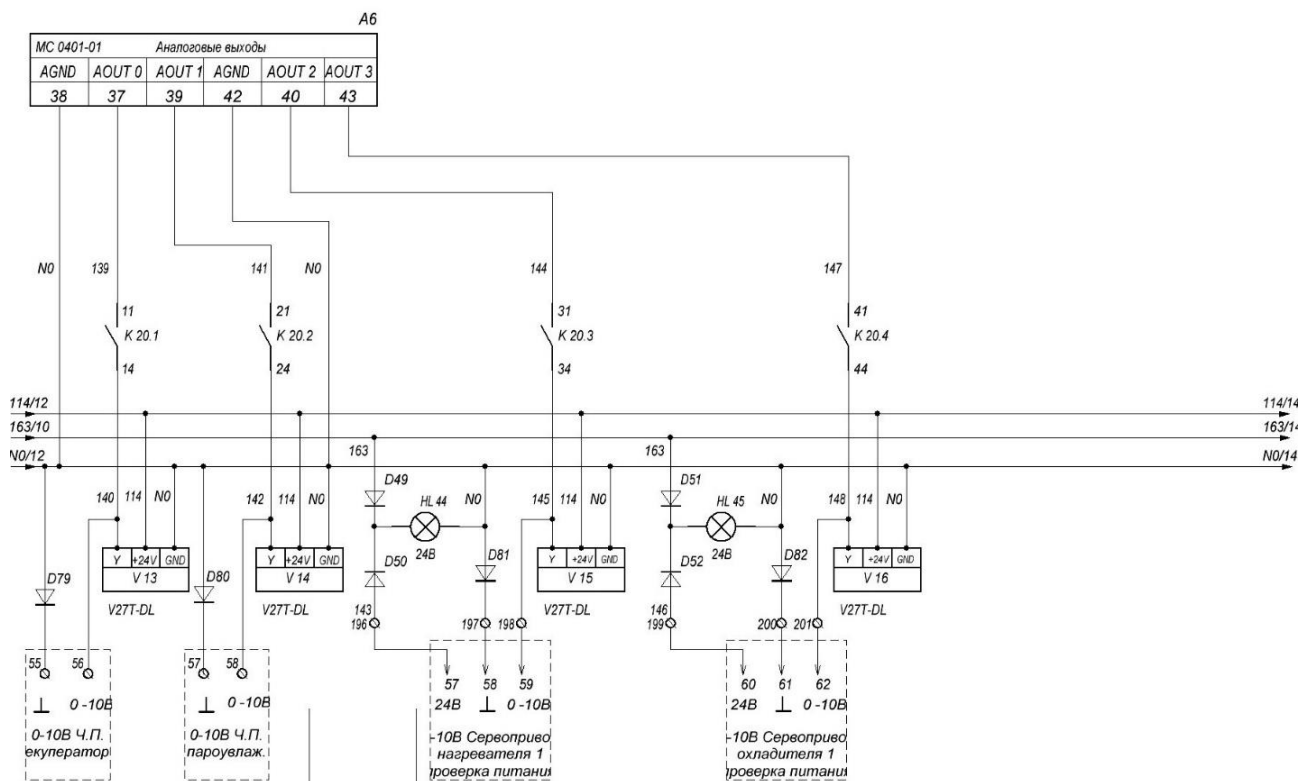 A6
MC 0401-01 Аналоговые выходы
AGND AOUT 0 AOUT 1 AGND AOUT 2 AOUT 3
38 37 39 42 40 43
N0 139 141 N0 144 147
11 21 31 41
K 20.1 K 20.2 K 20.3 K 20.4
14 24 34 44
114/12 114/14
163/10 163/14
163 163
N0/12 N0/14
D49 D51
140 114 N0 142 114 N0 HL 44 N0 145 114 N0 HL 45 N0 148 114 N0
24В 24В
Y +24V GND Y +24V GND D50 D81 Y +24V GND D52 D82 Y +24V GND
D79 V 13 D80 V 14 V 15 V 16
V27T-DL V27T-DL V27T-DL V27T-DL
143 146
196 197 198 199 200 201
55 56 57 58
57 58 59 60 61 62
0 -10В 0 -10В 24В 0 -10В 24В 0 -10В
0-10В Ч.П. 0-10В Ч.П. -10В Сервоприво -10В Сервоприво
екуператор пароувлаж. нагревателя 1 охладителя 1
проверка питания проверка питания